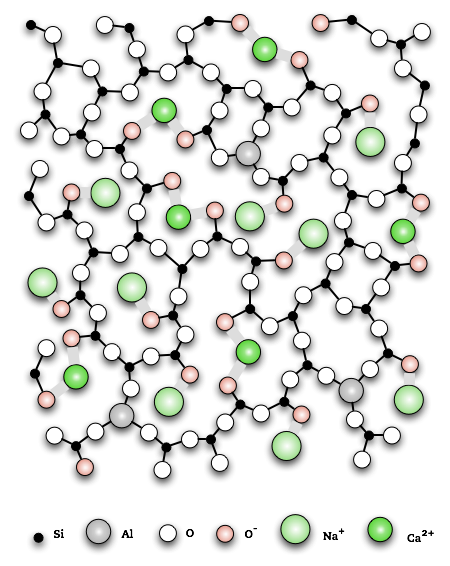 Si Al O O⁻ Na⁺ Ca²⁺